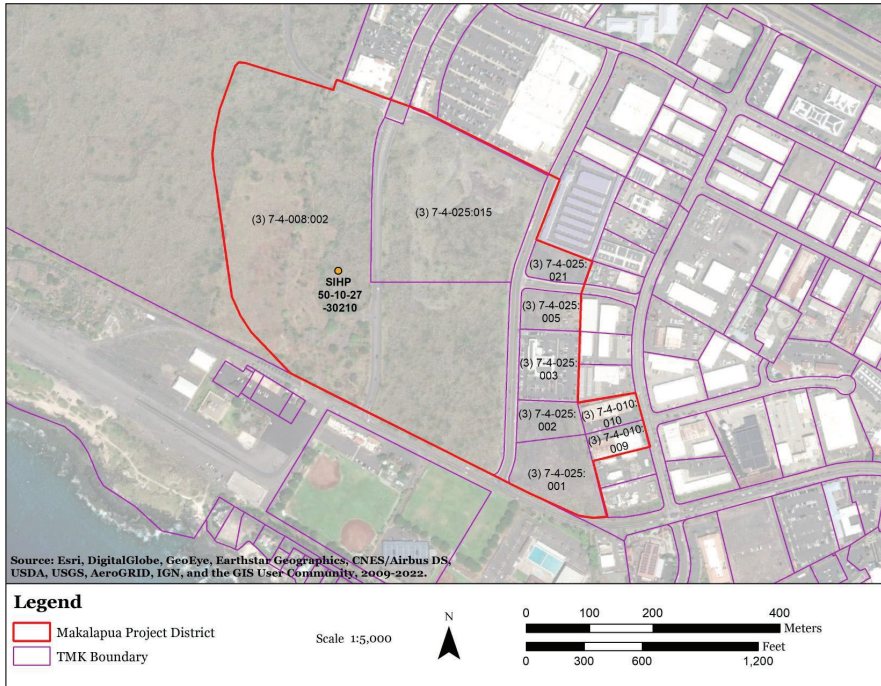 (3) 7-4-008:002
(3) 7-4-025:015
SIHP
50-10-27
-30210
(3) 7-4-025:
021
(3) 7-4-025:
005
(3) 7-4-025:
003
(3) 7-4-025:
002
(3) 7-4-010:
010
(3) 7-4-010:
009
(3) 7-4-025:
001
Source: Esri, DigitalGlobe, GeoEye, Earthstar Geographics, CNES/Airbus DS,
USDA, USGS, AeroGRID, IGN, and the GIS User Community, 2009-2022.
Legend
Makalapua Project District
TMK Boundary
Scale 1:5,000
N
0 100 200 400
Meters
Feet
0 300 600 1,200